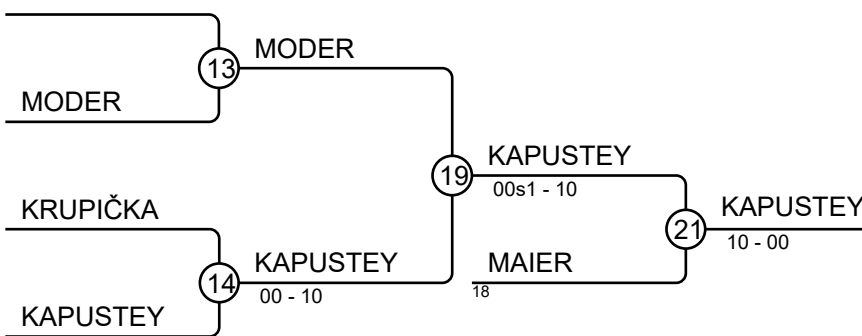 MODER
13
MODER
KAPUSTEY
19
00s1 - 10
KRUPIČKA
KAPUSTEY
21
10 - 00
KAPUSTEY
14
00 - 10
MAIER
18
KAPUSTEY